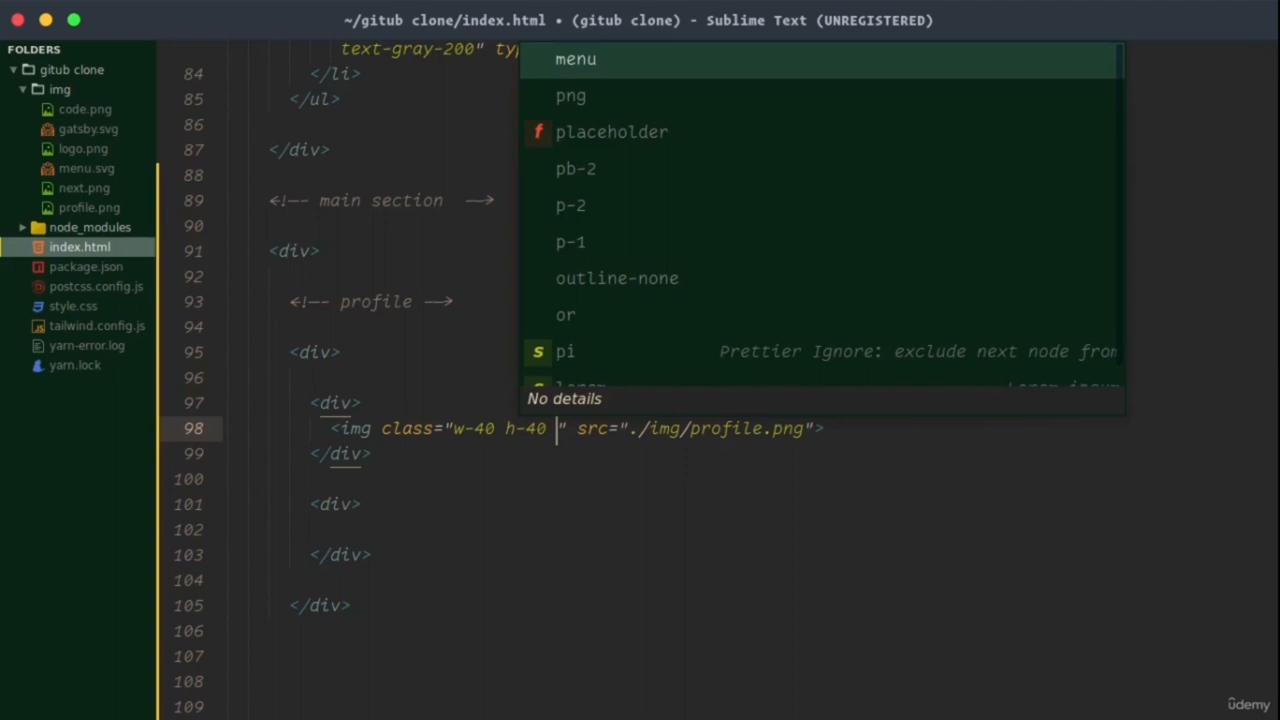 ~/gitub clone/index.html • (gitub clone) - Sublime Text (UNREGISTERED)
FOLDERS
gitub clone
img
code.png
gatsby.svg
logo.png
menu.svg
next.png
profile.png
node_modules
index.html
package.json
postcss.config.js
style.css
tailwind.config.js
yarn-error.log
yarn.lock
text-gray-200" typ
84 </li>
85 </ul>
86
87 </div>
88
89 <!-- main section -->
90
91 <div>
92
93 <!-- profile -->
94
95 <div>
96
97 <div>
98 <img class="w-40 h-40 " src="./img/profile.png">
99 </div>
100
101 <div>
102
103 </div>
104
105 </div>
106
107
108
109
menu
png
f placeholder
pb-2
p-2
p-1
outline-none
or
s pi Prettier Ignore: exclude next node from
No details
ûdemy